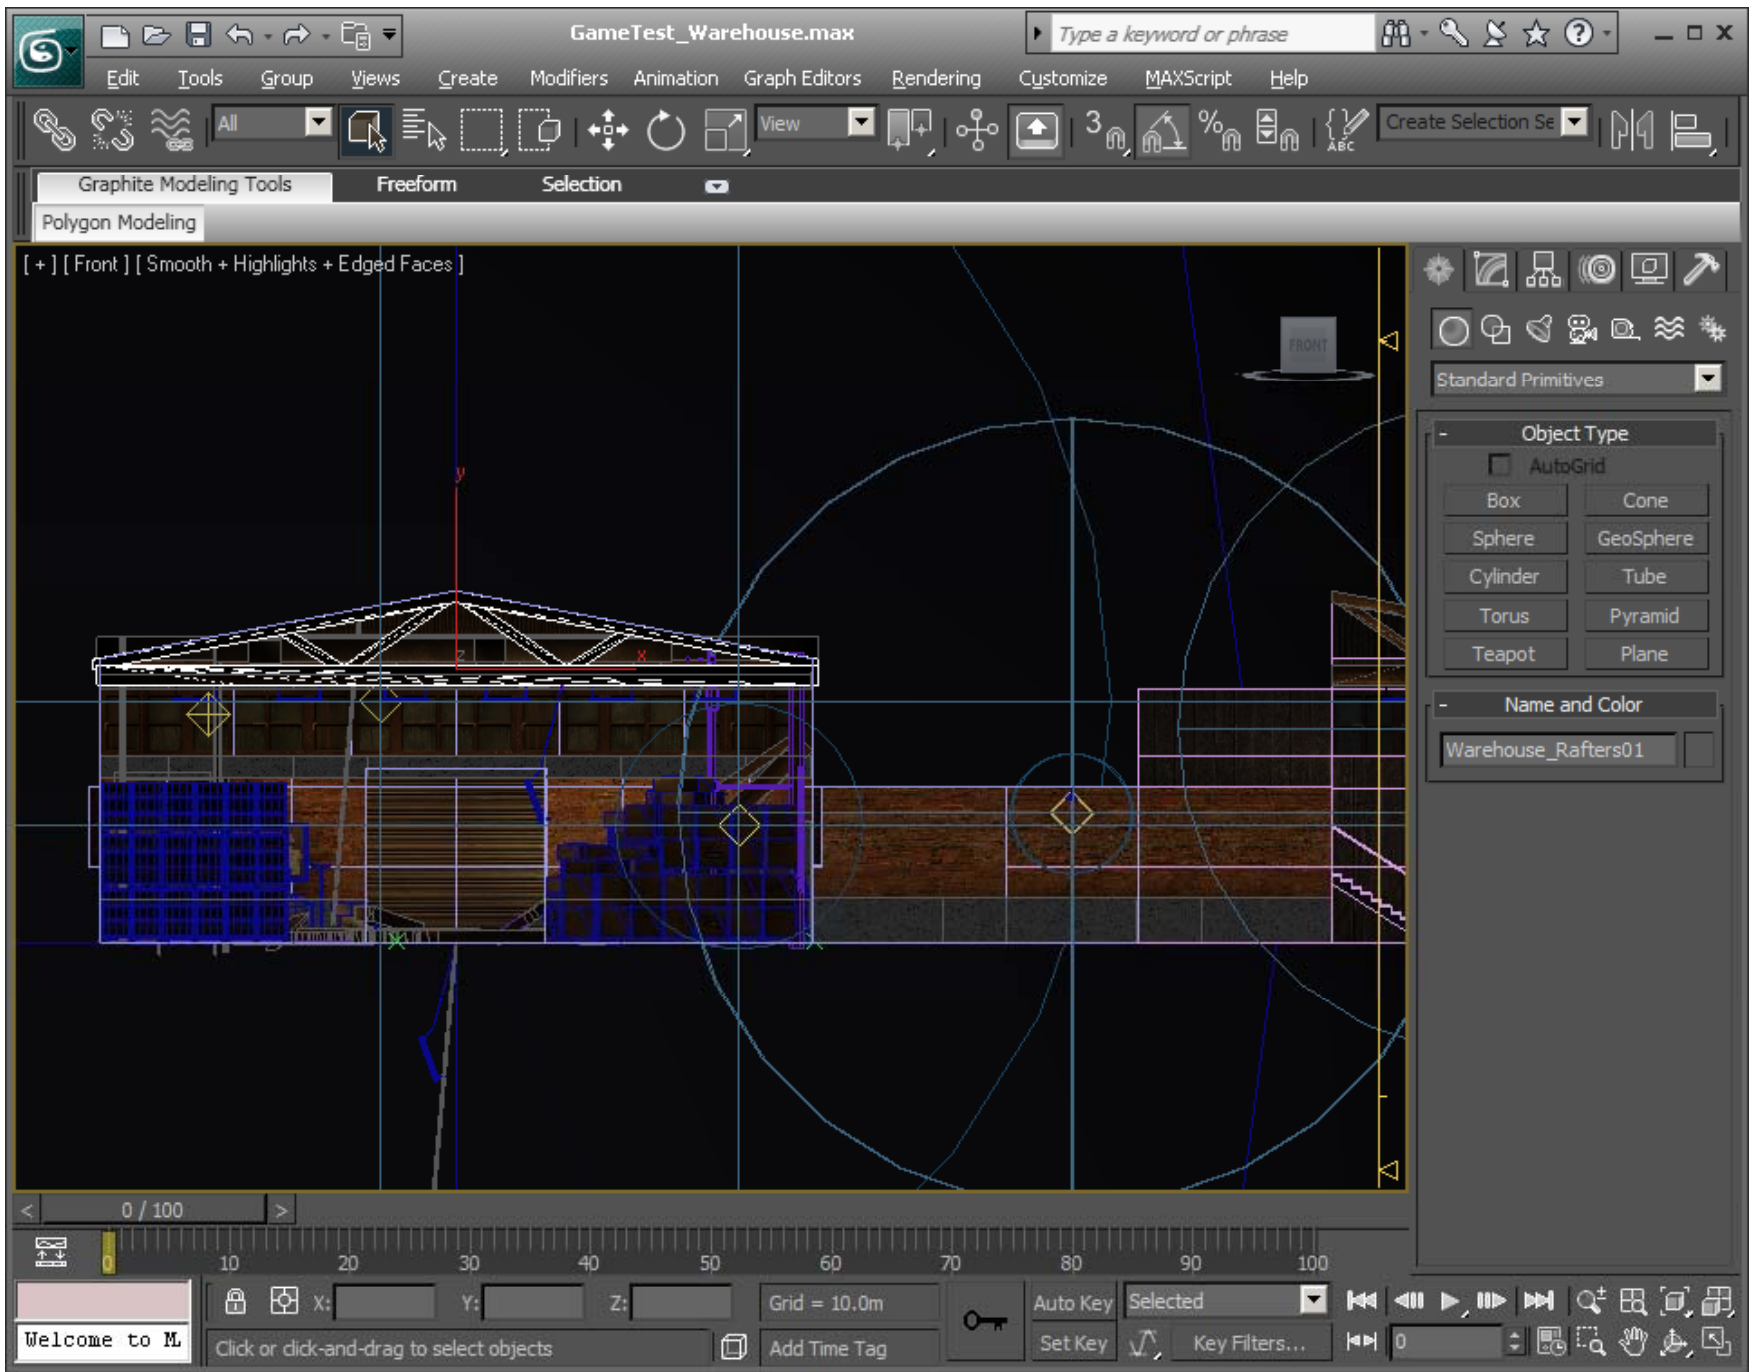 GameTest_Warehouse.max
Type a keyword or phrase
Edit Tools Group Views Create Modifiers Animation Graph Editors Rendering Customize MAXScript Help
All
View
3
%
ABC
Create Selection Se
Graphite Modeling Tools Freeform Selection
Polygon Modeling
[ + ] [ Front ] [ Smooth + Highlights + Edged Faces ]
FRONT
y
z
x
Standard Primitives
- Object Type
AutoGrid
Box Cone
Sphere GeoSphere
Cylinder Tube
Torus Pyramid
Teapot Plane
- Name and Color
Warehouse_Rafters01
< 0 / 100 >
0 10 20 30 40 50 60 70 80 90 100
X: Y: Z: Grid = 10.0m Auto Key Selected
Welcome to M
Click or click-and-drag to select objects Add Time Tag Set Key Key Filters... 0